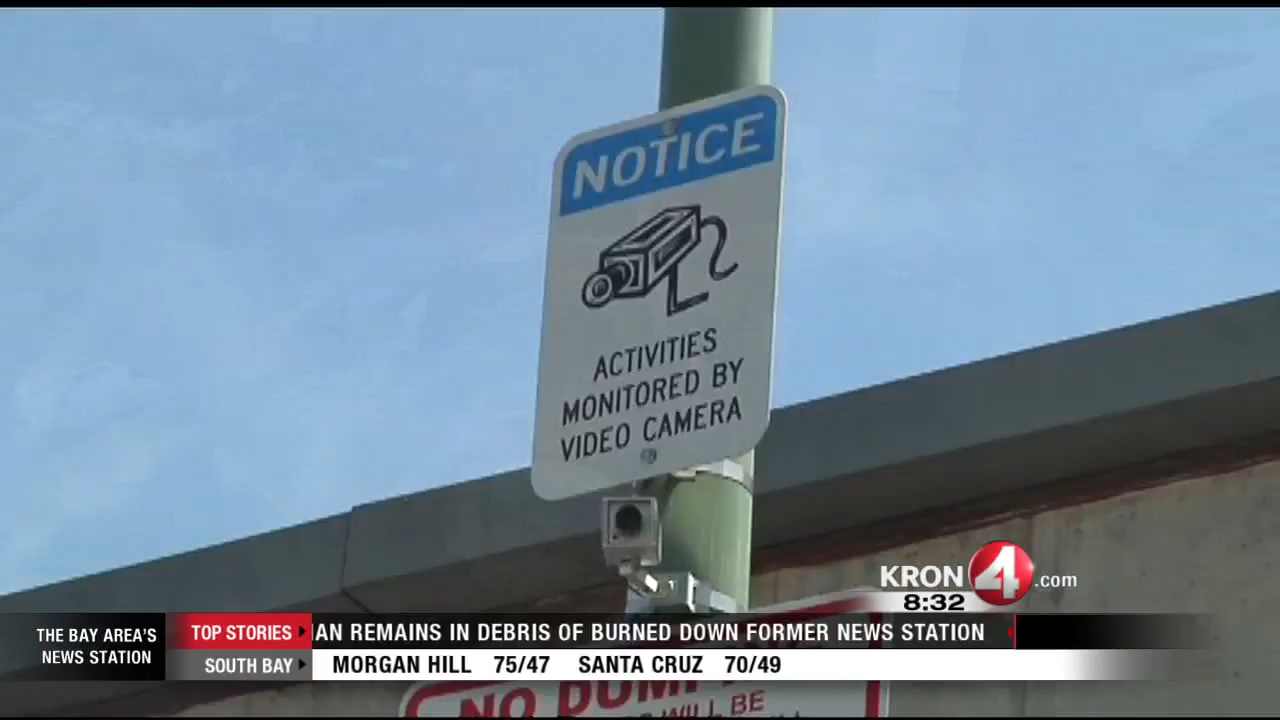 NOTICE
ACTIVITIES
MONITORED BY
VIDEO CAMERA
KRON 4.com
8:32
THE BAY AREA'S
NEWS STATION
TOP STORIES
REMAINS IN DEBRIS OF BURNED DOWN FORMER NEWS STATION
SOUTH BAY
MORGAN HILL 75/47 SANTA CRUZ 70/49
NO
WILL BE